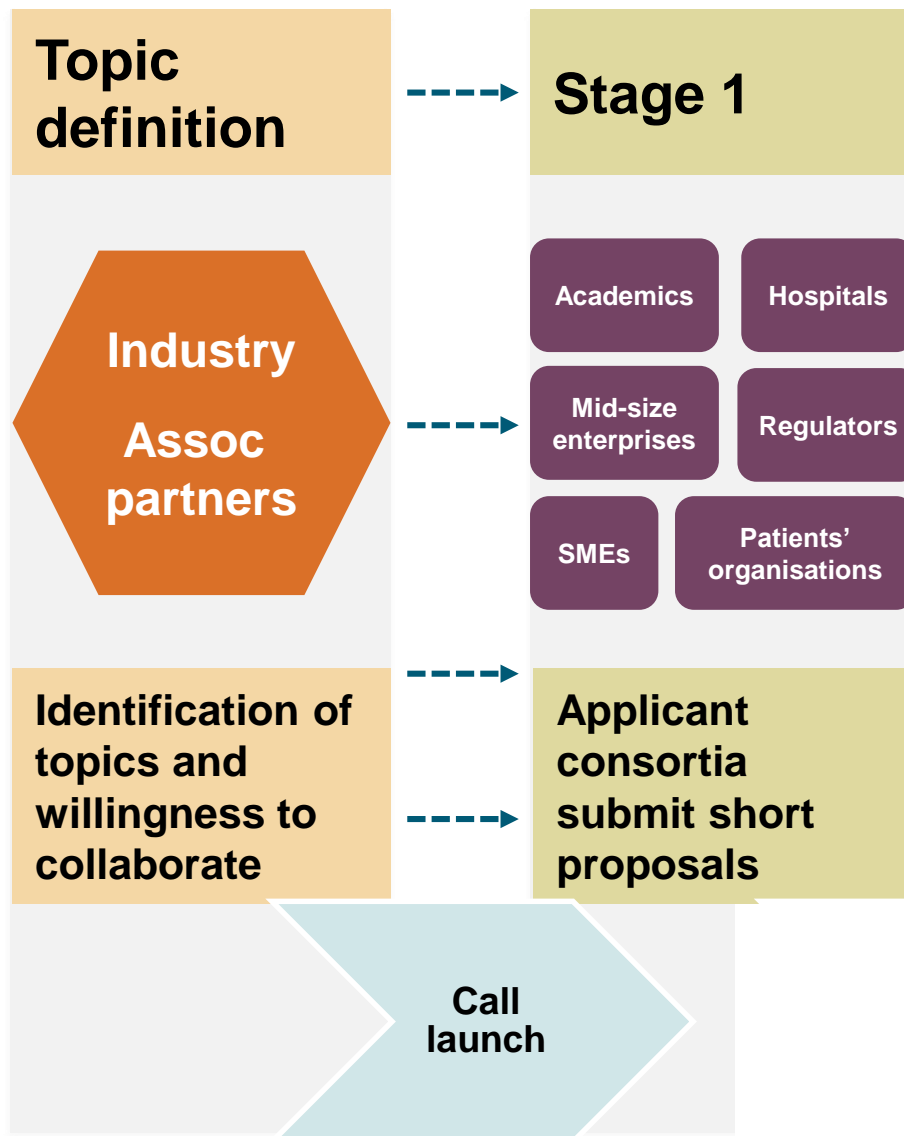 Topic
definition
Stage 1
Industry
Assoc
partners
Academics
Hospitals
Mid-size
enterprises
Regulators
SMEs
Patients’
organisations
Identification of
topics and
willingness to
collaborate
Applicant
consortia
submit short
proposals
Call
launch